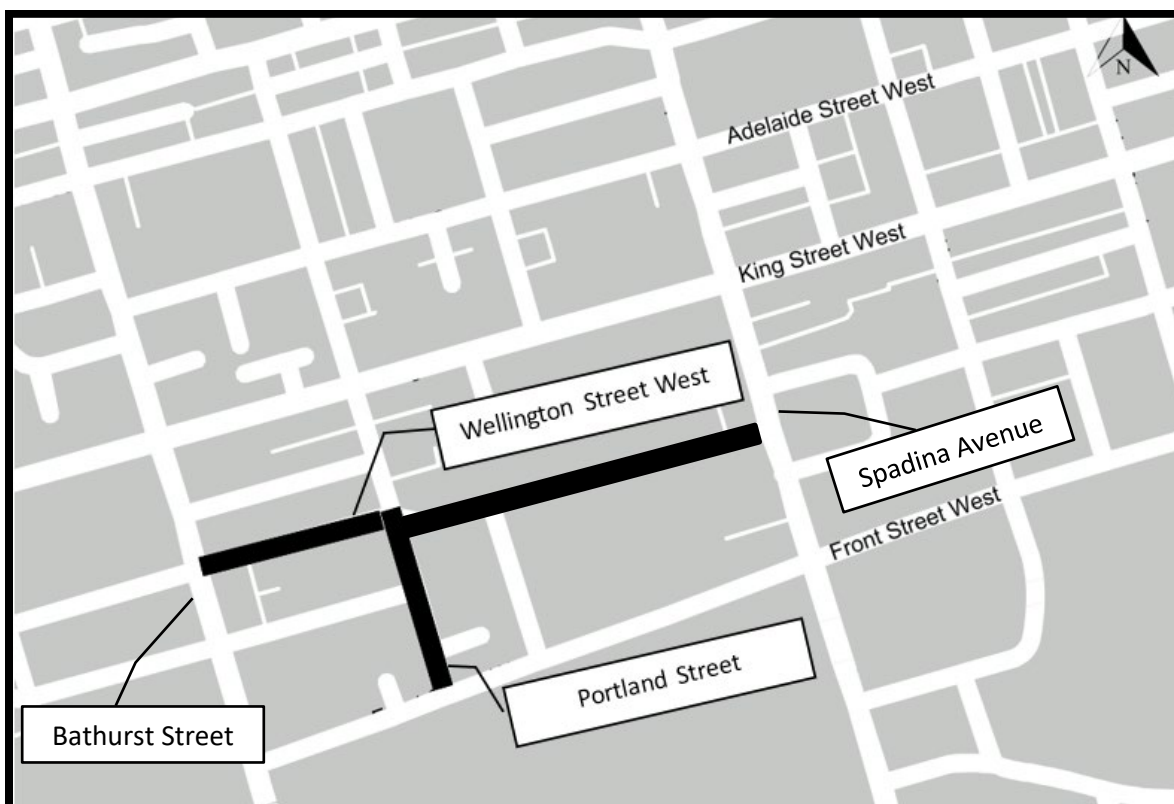 N
Adelaide Street West
King Street West
Wellington Street West
Spadina Avenue
Front Street West
Portland Street
Bathurst Street